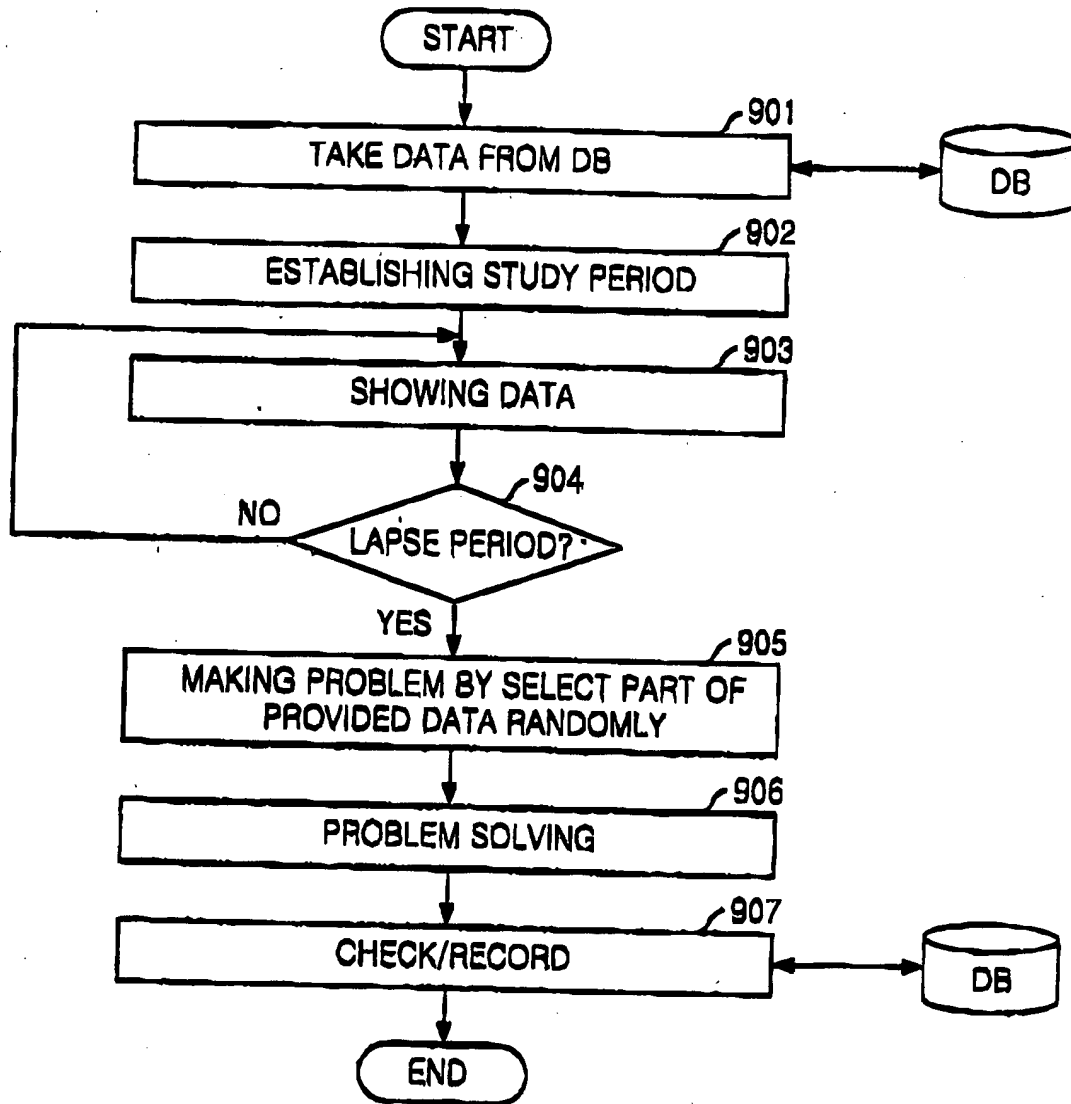 START
901
TAKE DATA FROM DB
DB
902
ESTABLISHING STUDY PERIOD
903
SHOWING DATA
904
NO
LAPSE PERIOD?
YES
905
MAKING PROBLEM BY SELECT PART OF
PROVIDED DATA RANDOMLY
906
PROBLEM SOLVING
907
CHECK/RECORD
DB
END